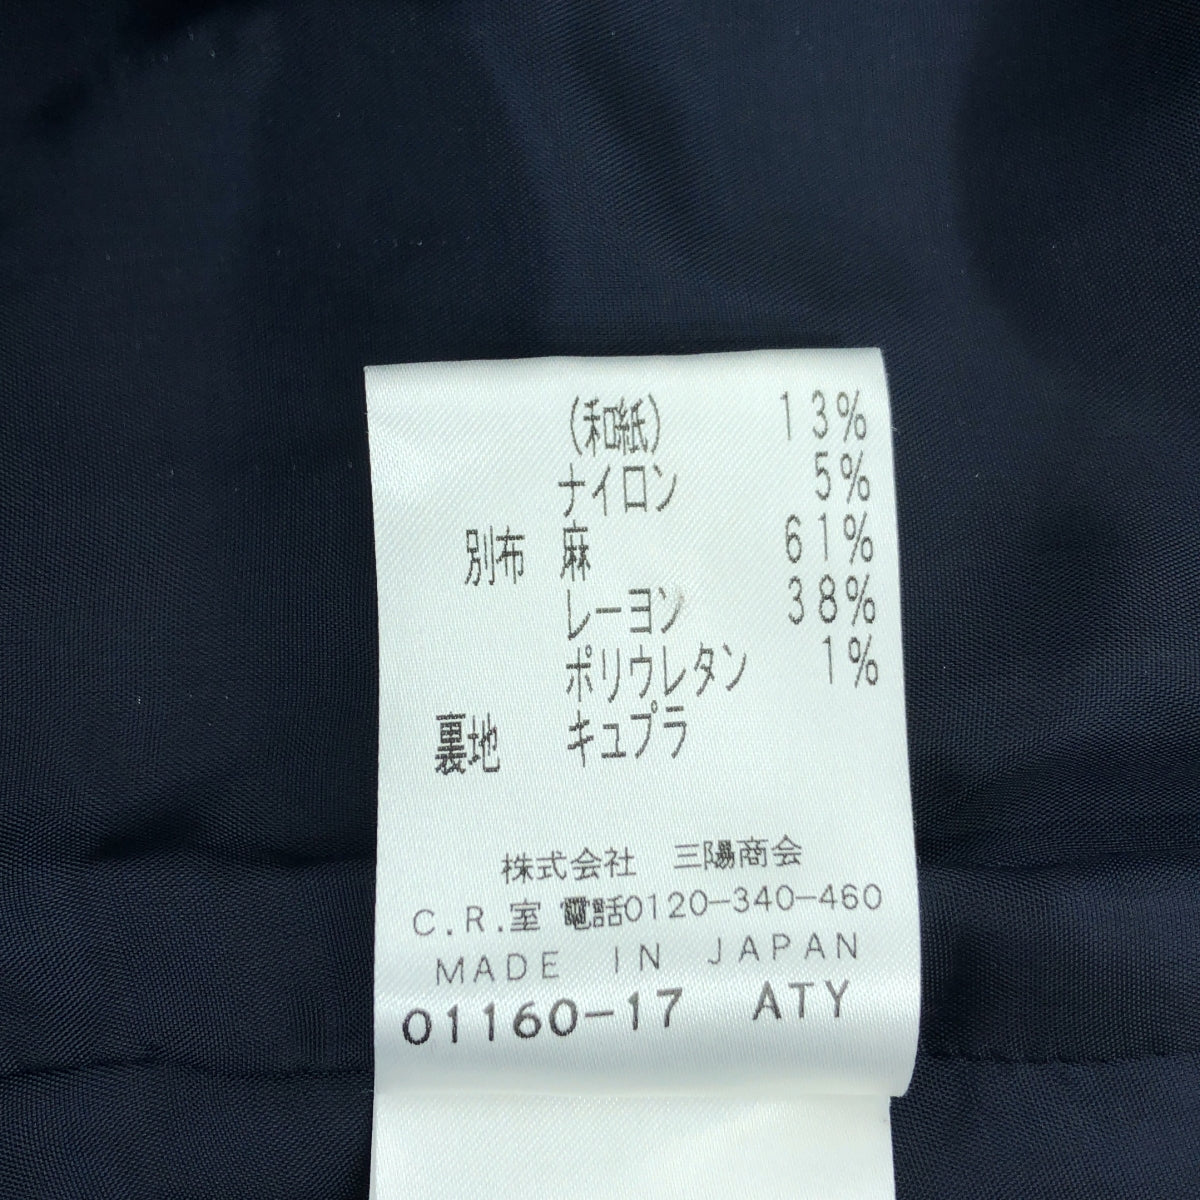 (和紙) 13%
ナイロン 5%
別布 麻 61%
レーヨン 38%
ポリウレタン 1%
裏地 キュプラ
株式会社 三陽商会
C.R.室 電話0120-340-460
MADE IN JAPAN
01160-17 ATY